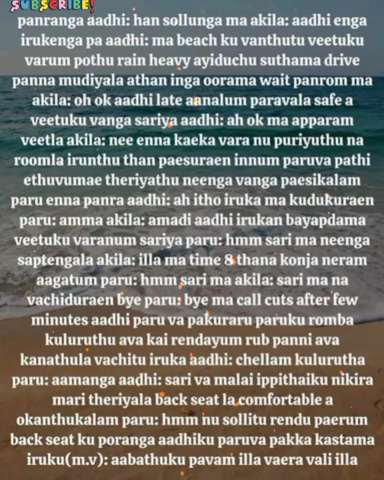 SUBSCRIBE!
panranga aadhi: han sollunga ma akila: aadhi enga
irukenga pa aadhi: ma beach ku vanthutu veetuku
varum pothu rain heavy ayiduchu suthama drive
panna mudiyala athan inga oorama wait panrom ma
akila: oh ok aadhi late aanalum paravala safe a
veetuku vanga sariya aadhi: ah ok ma apparam
veetla akila: nee enna kaeka vara nu puriyuthu na
roomla irunthu than paesuraen innum paruva pathi
ethuvumae theriyathu neenga vanga paesikalam
paru enna panra aadhi: ah itho iruka ma kudukuraen
paru: amma akila: amadi aadhi irukan bayapdama
veetuku varanum sariya paru: hmm sari ma neenga
saptengala akila: illa ma time 8 thana konja neram
aagatum paru: hmm sari ma akila: sari ma na
vachiduraen bye paru: bye ma call cuts after few
minutes aadhi paru va pakuraru paruku romba
kuluruthu ava kai rendayum rub panni ava
kanathula vachitu iruka aadhi: chellam kulurutha
paru: aamanga aadhi: sari va malai ippithaiku nikira
mari theriyala back seat la comfortable a
okanthukalam paru: hmm nu sollitu rendu paerum
back seat ku poranga aadhiku paruva pakka kastama
iruku(m.v): aabathuku pavam illa vaera vali illa